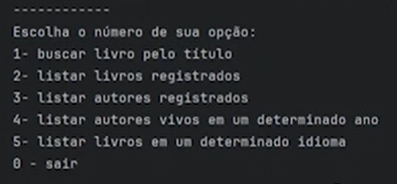 ------------
Escolha o número de sua opção:
1- buscar livro pelo título
2- listar livros registrados
3- listar autores registrados
4- listar autores vivos em um determinado ano
5- listar livros em um determinado idioma
0 - sair